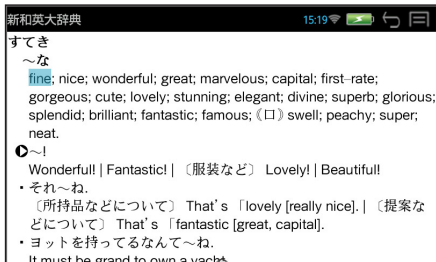 新和英大辞典 15:19
すてき
～な
fine; nice; wonderful; great; marvelous; capital; first–rate;
gorgeous; cute; lovely; stunning; elegant; divine; superb; glorious;
splendid; brilliant; fantastic; famous; 《口》 swell; peachy; super;
neat.
～!
Wonderful! | Fantastic! | 〔服装など〕 Lovely! | Beautiful!
・それ～ね.
〔所持品などについて〕 That's 「lovely [really nice]. | 〔提案な
どについて〕 That's 「fantastic [great, capital].
・ヨットを持ってるなんて～ね.
It must be grand to own a yacht.